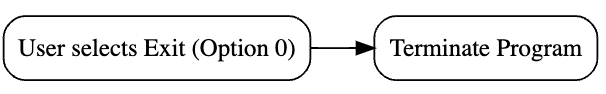 User selects Exit (Option 0)
Terminate Program